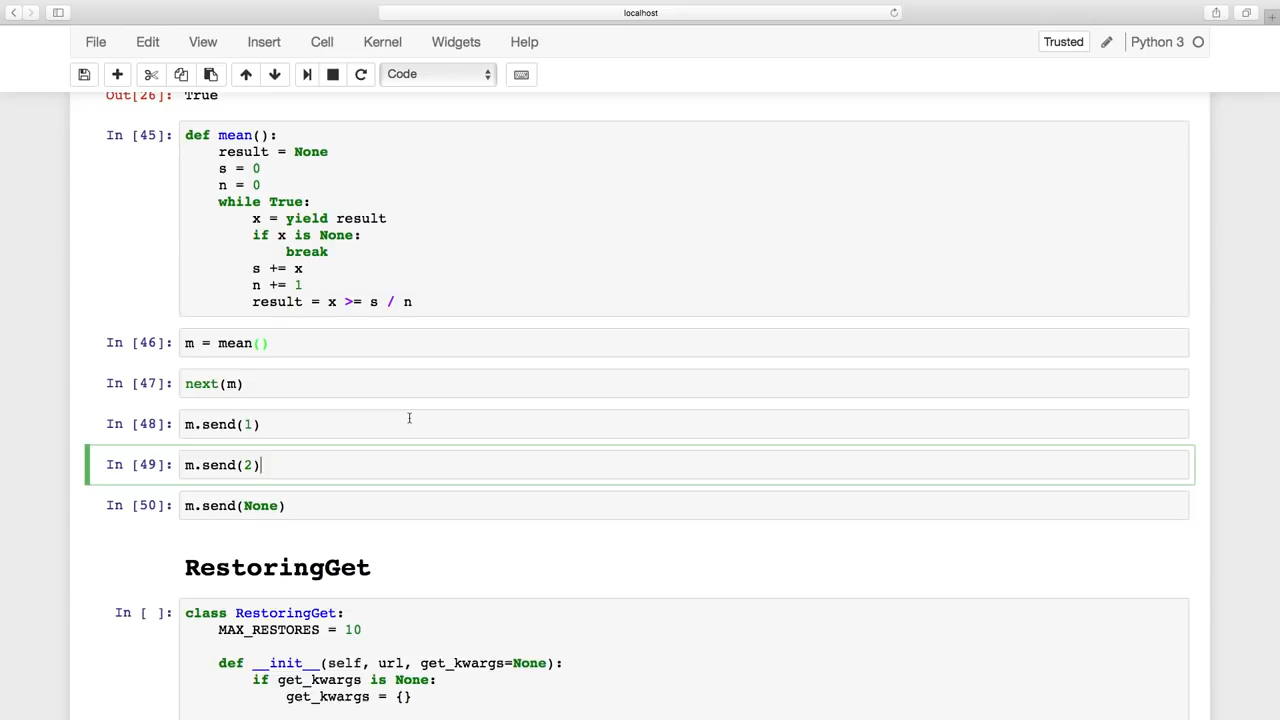 localhost
File Edit View Insert Cell Kernel Widgets Help Trusted Python 3
Code
Out[26]: True
In [45]: def mean():
result = None
s = 0
n = 0
while True:
x = yield result
if x is None:
break
s += x
n += 1
result = x >= s / n
In [46]: m = mean()
In [47]: next(m)
In [48]: m.send(1)
In [49]: m.send(2)
In [50]: m.send(None)
RestoringGet
In [ ]: class RestoringGet:
MAX_RESTORES = 10
def __init__(self, url, get_kwargs=None):
if get_kwargs is None:
get_kwargs = {}